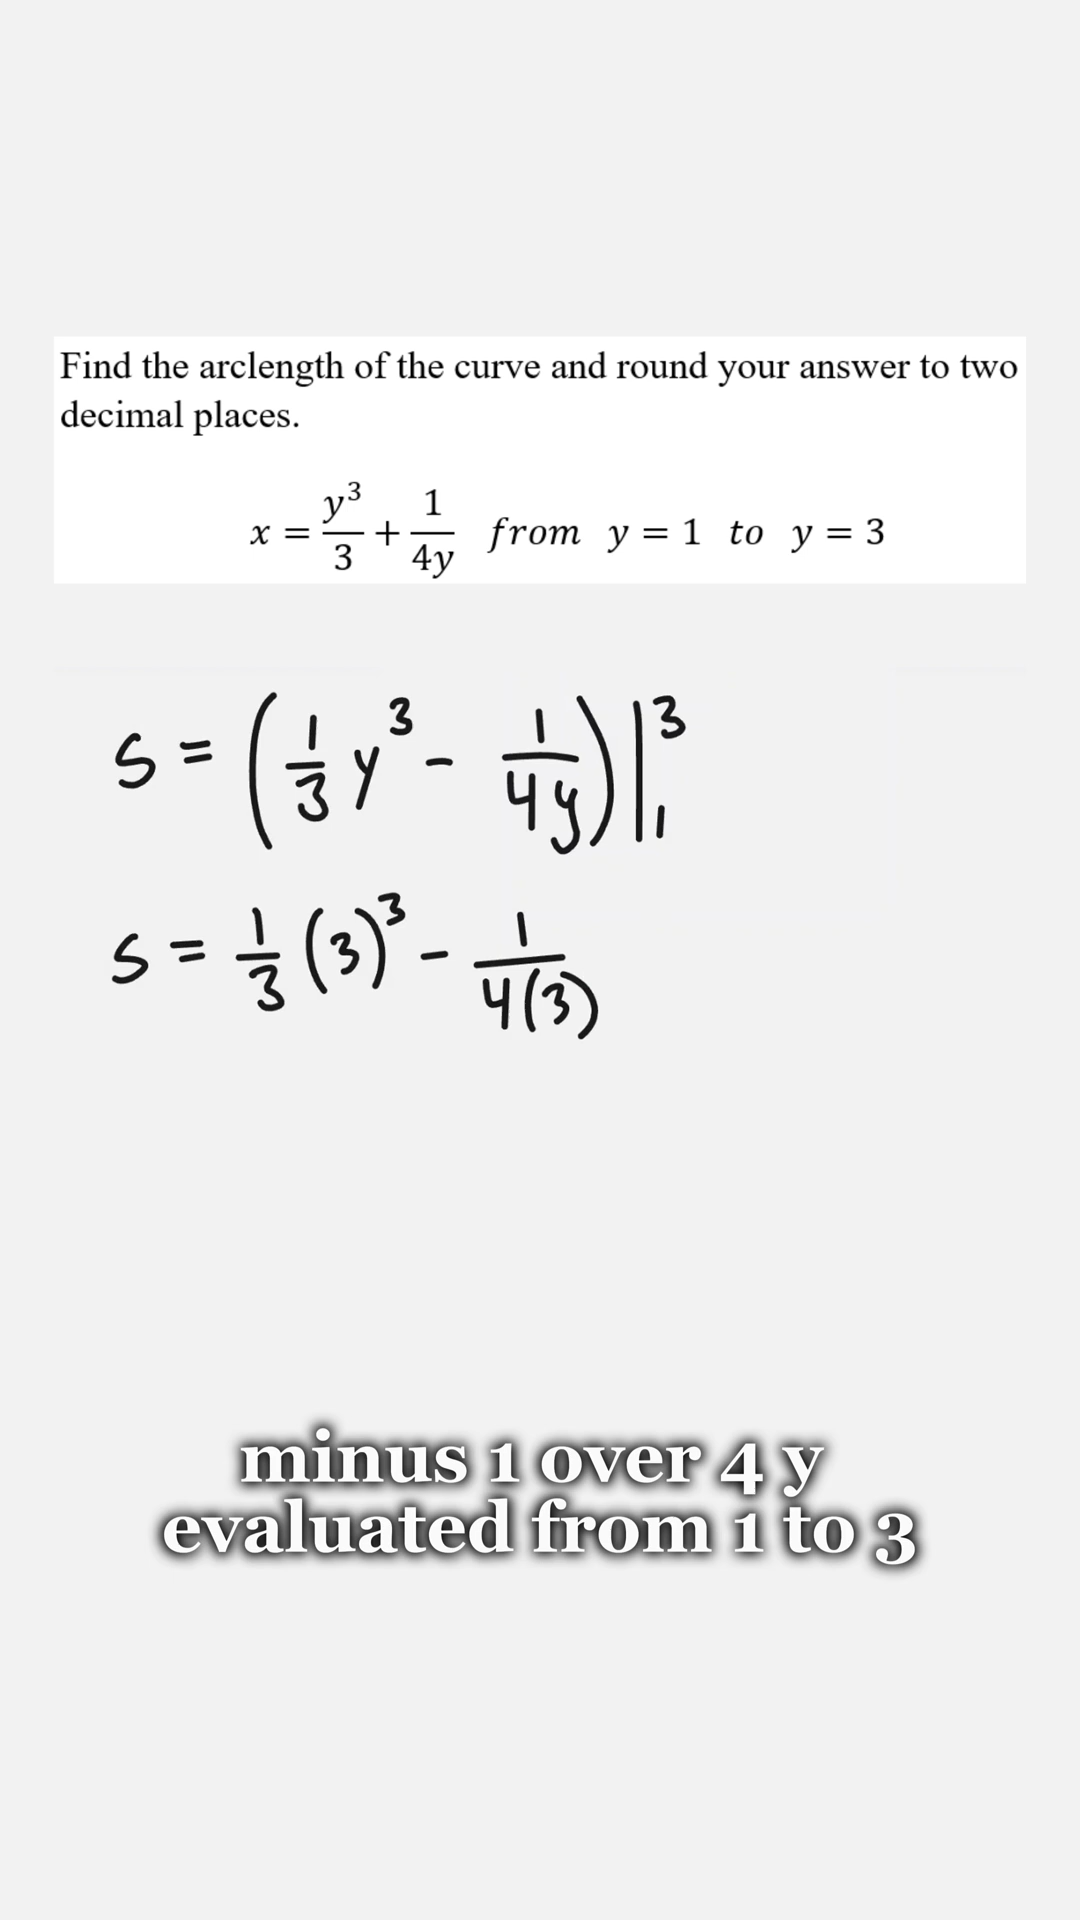 Find the arclength of the curve and round your answer to two
decimal places.
x = y³/3 + 1/4y from y = 1 to y = 3
S = (1/3 y³ - 1/4y)|₁³
S = 1/3 (3)³ - 1/4(3)
minus 1 over 4 y
evaluated from 1 to 3